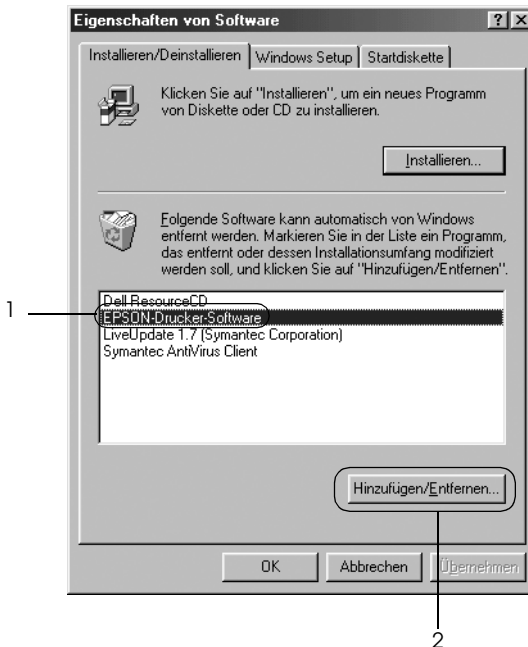 Eigenschaften von Software
? x
Installieren/Deinstallieren
Windows Setup
Startdiskette
Klicken Sie auf "Installieren", um ein neues Programm
von Diskette oder CD zu installieren.
Installieren...
Folgende Software kann automatisch von Windows
entfernt werden. Markieren Sie in der Liste ein Programm,
das entfernt oder dessen Installationsumfang modifiziert
werden soll, und klicken Sie auf "Hinzufügen/Entfernen".
Dell ResourceCD
1
EPSON-Drucker-Software
LiveUpdate 1.7 (Symantec Corporation)
Symantec AntiVirus Client
Hinzufügen/Entfernen...
OK
Abbrechen
Übernehmen
2